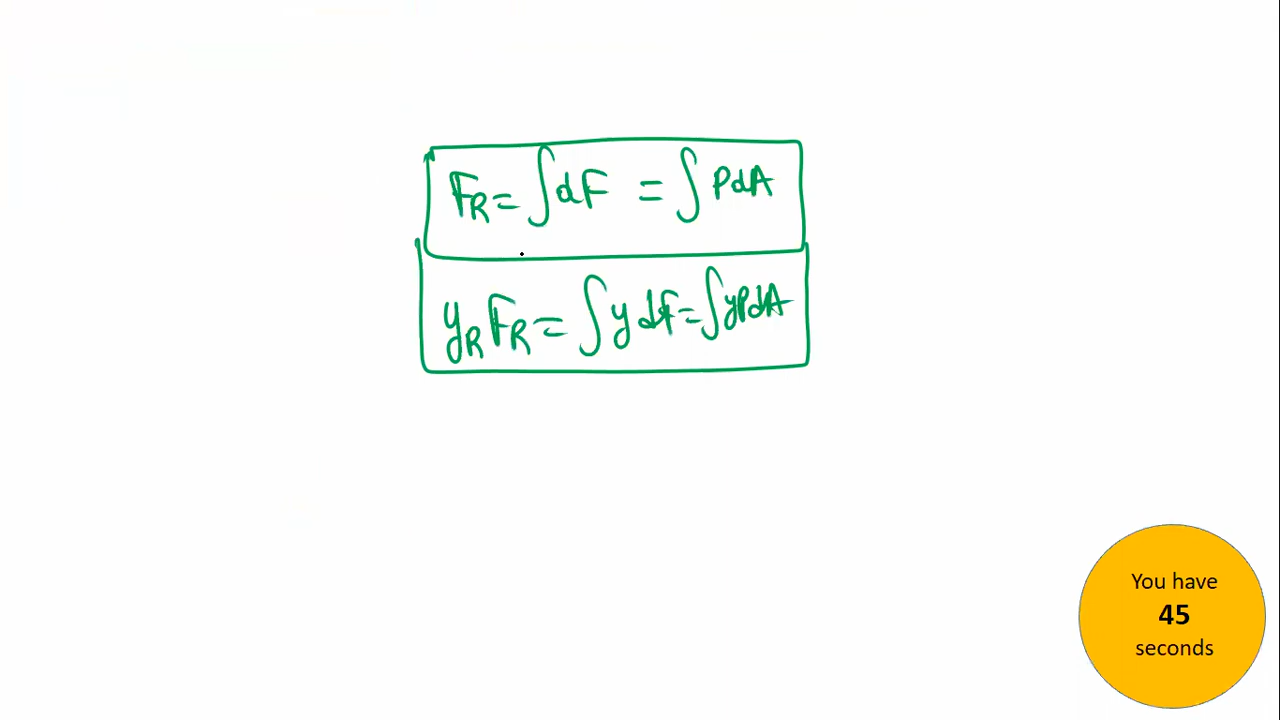 F_R = ∫dF = ∫PdA
y_R F_R = ∫y dF = ∫yPdA
You have
45
seconds